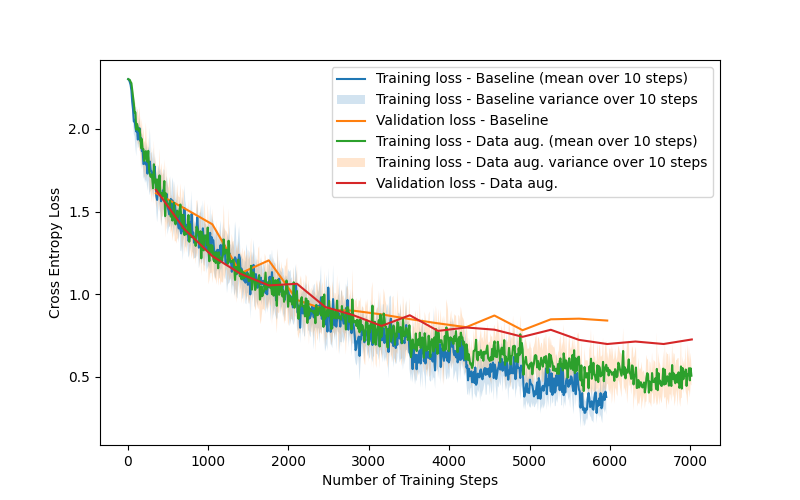 Training loss - Baseline (mean over 10 steps)
Training loss - Baseline variance over 10 steps
Validation loss - Baseline
Training loss - Data aug. (mean over 10 steps)
Training loss - Data aug. variance over 10 steps
Validation loss - Data aug.
Cross Entropy Loss
2.0
1.5
1.0
0.5
0 1000 2000 3000 4000 5000 6000 7000
Number of Training Steps